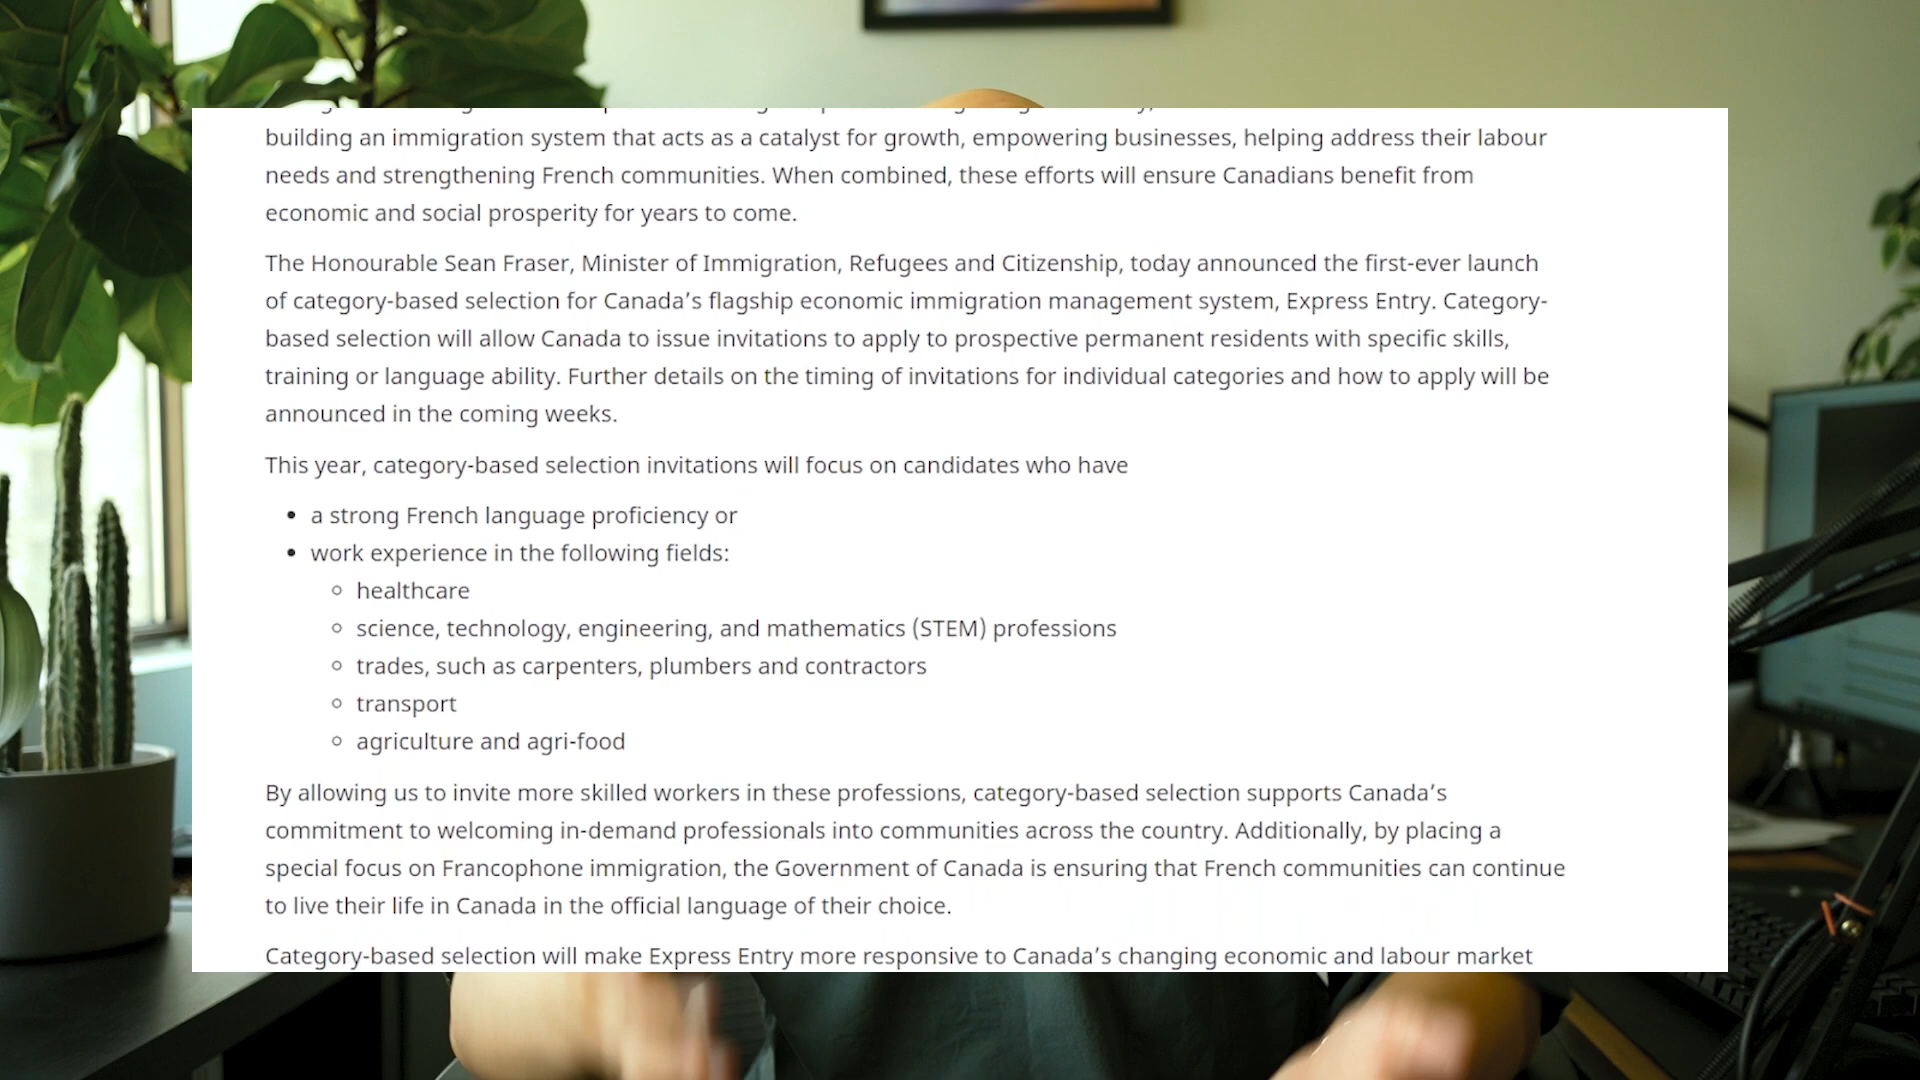 building an immigration system that acts as a catalyst for growth, empowering businesses, helping address their labour
needs and strengthening French communities. When combined, these efforts will ensure Canadians benefit from
economic and social prosperity for years to come.
The Honourable Sean Fraser, Minister of Immigration, Refugees and Citizenship, today announced the first-ever launch
of category-based selection for Canada’s flagship economic immigration management system, Express Entry. Category-
based selection will allow Canada to issue invitations to apply to prospective permanent residents with specific skills,
training or language ability. Further details on the timing of invitations for individual categories and how to apply will be
announced in the coming weeks.
This year, category-based selection invitations will focus on candidates who have
• a strong French language proficiency or
• work experience in the following fields:
◦ healthcare
◦ science, technology, engineering, and mathematics (STEM) professions
◦ trades, such as carpenters, plumbers and contractors
◦ transport
◦ agriculture and agri-food
By allowing us to invite more skilled workers in these professions, category-based selection supports Canada’s
commitment to welcoming in-demand professionals into communities across the country. Additionally, by placing a
special focus on Francophone immigration, the Government of Canada is ensuring that French communities can continue
to live their life in Canada in the official language of their choice.
Category-based selection will make Express Entry more responsive to Canada’s changing economic and labour market